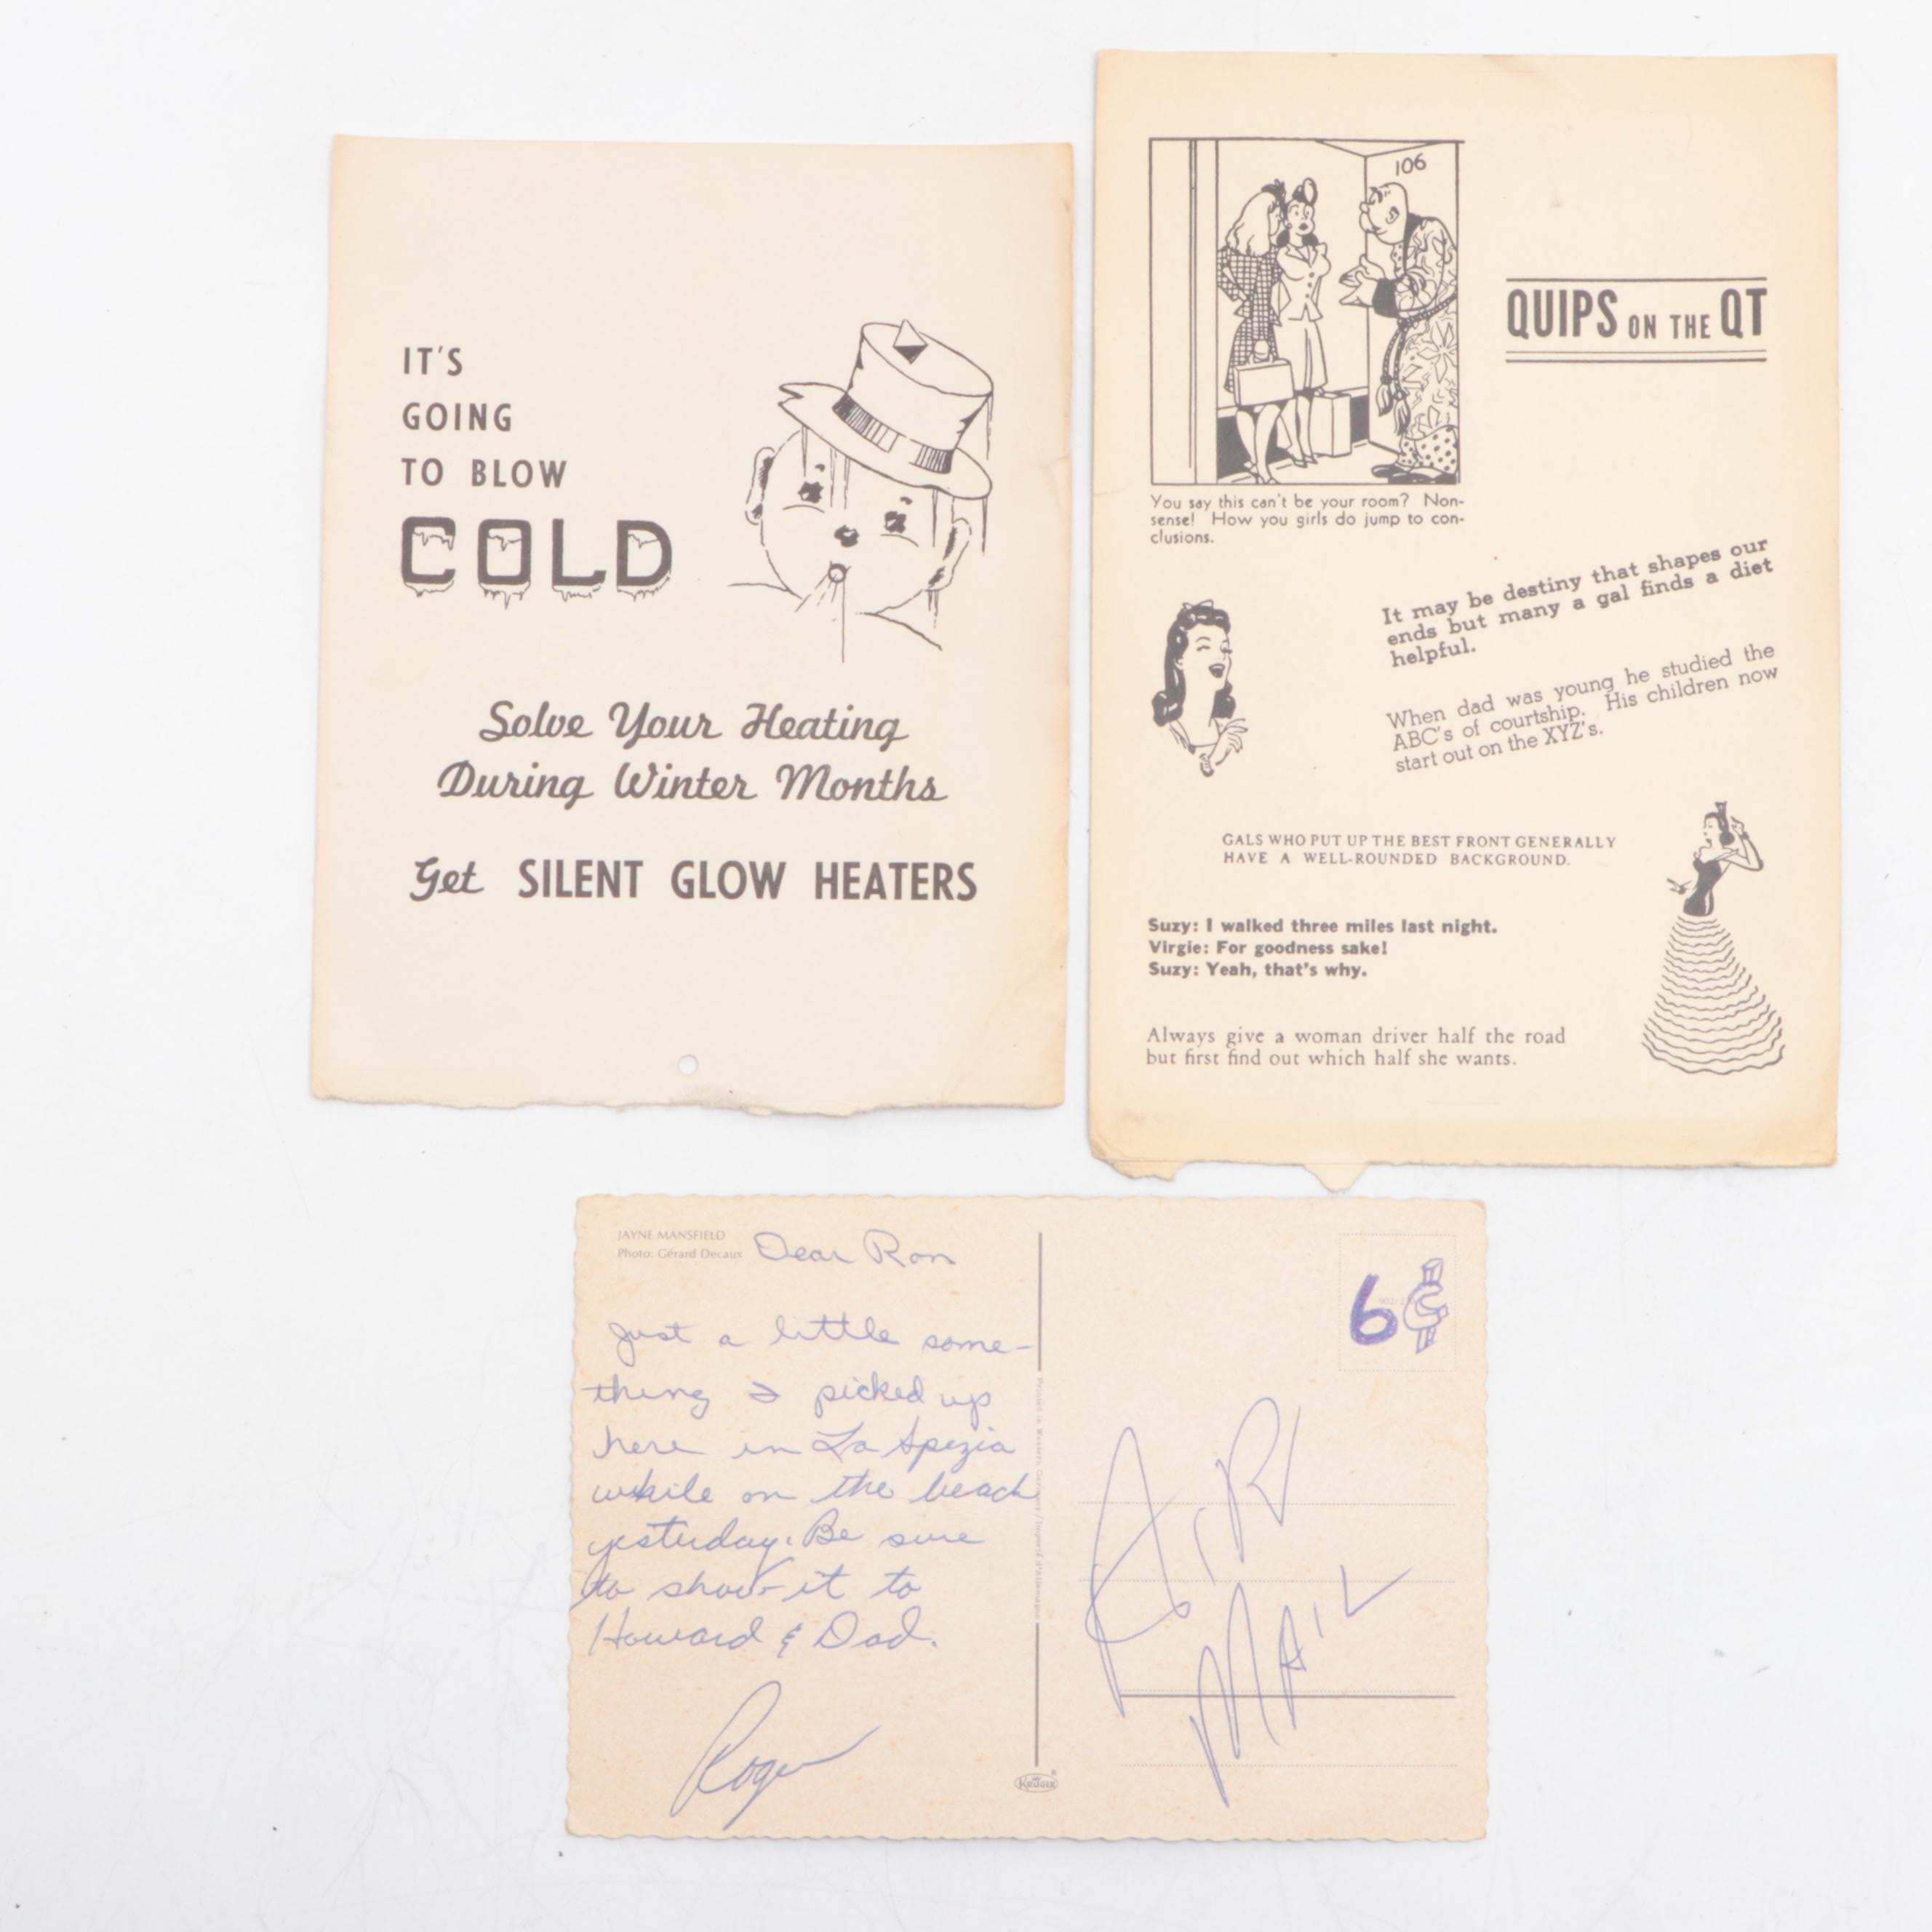 IT'S
GOING
TO BLOW
COLD
Solve Your Heating
During Winter Months
Get SILENT GLOW HEATERS
106
QUIPS ON THE QT
You say this can't be your room? Non-
sense! How you girls do jump to con-
clusions.
It may be destiny that shapes our
ends but many a gal finds a diet
helpful.
When dad was young he studied the
ABC's of courtship. His children now
start out on the XYZ's.
GALS WHO PUT UP THE BEST FRONT GENERALLY
HAVE A WELL-ROUNDED BACKGROUND.
Suzy: I walked three miles last night.
Virgie: For goodness sake!
Suzy: Yeah, that's why.
Always give a woman driver half the road
but first find out which half she wants.
JAYNE MANSFIELD
Photo: Gérard Decaux
Dear Ron
Just a little some-
thing I picked up
here in La Spezia
while on the beach
yesterday. Be sure
to show it to
Howard & Dad.
Roger
6¢
AIR
MAIL
Printed in Western Germany / Imprimé d'Allemagne
KRÜGER